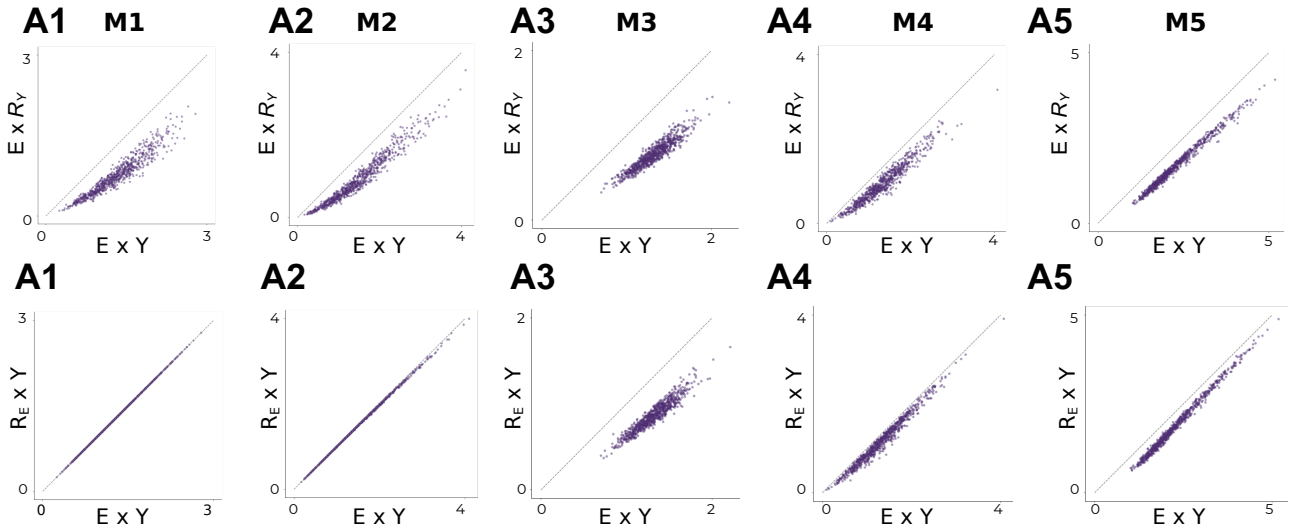 A1 M1 A2 M2 A3 M3 A4 M4 A5 M5
3 4 2 4 5
E x R_Y E x R_Y E x R_Y E x R_Y E x R_Y
0 0 0 0 0
0 3 0 4 0 2 0 4 0 5
E x Y E x Y E x Y E x Y E x Y
A1 A2 A3 A4 A5
3 4 2 4 5
R_E x Y R_E x Y R_E x Y R_E x Y R_E x Y
0 0 0 0 0
0 3 0 4 0 2 0 4 0 5
E x Y E x Y E x Y E x Y E x Y